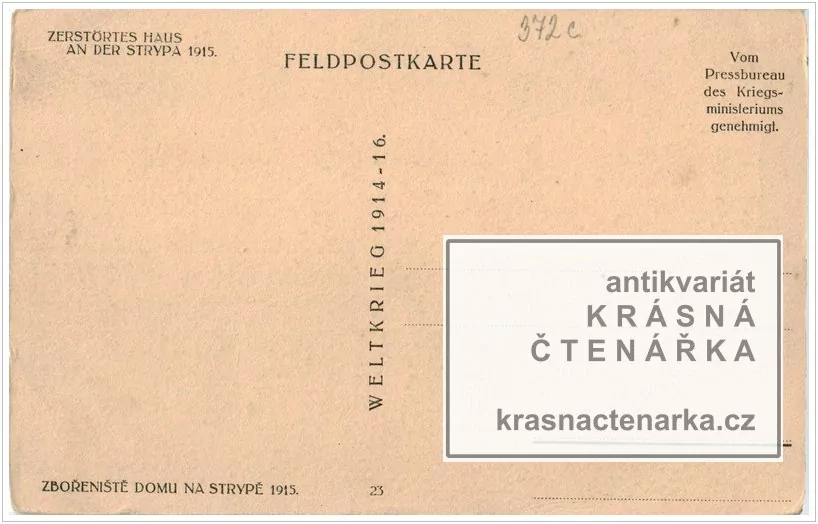 ZERSTÖRTES HAUS
AN DER STRYPA 1915.
372c
FELDPOSTKARTE
Vom
Pressbureau
des Kriegs-
ministeriums
genehmigt.
WELTKRIEG 1914-16.
antikvariát
KRÁSNÁ
ČTENÁŘKA
krasnactenarka.cz
ZBOŘENIŠTĚ DOMU NA STRYPĚ 1915.
23